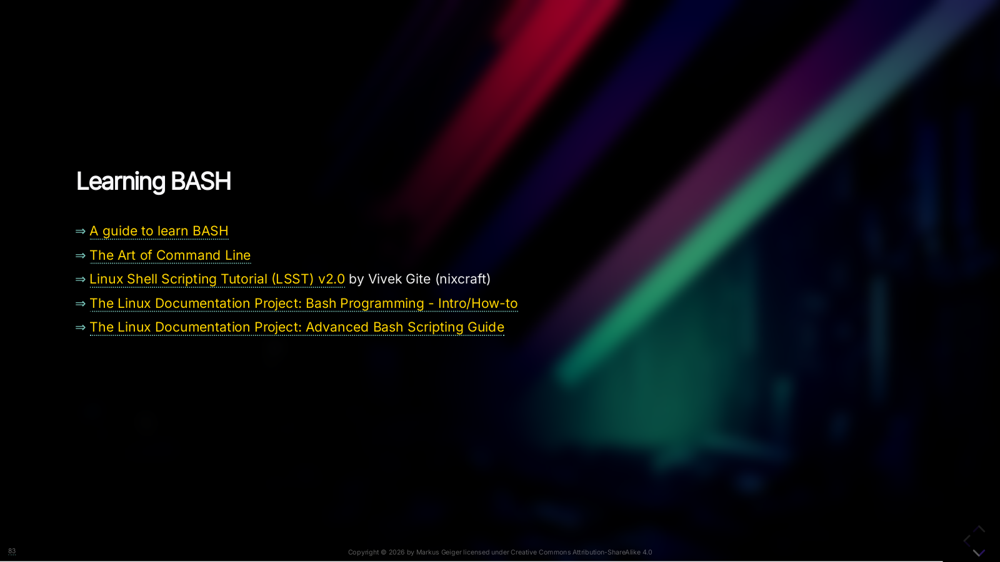 Learning BASH
⇒ A guide to learn BASH
⇒ The Art of Command Line
⇒ Linux Shell Scripting Tutorial (LSST) v2.0 by Vivek Gite (nixcraft)
⇒ The Linux Documentation Project: Bash Programming - Intro/How-to
⇒ The Linux Documentation Project: Advanced Bash Scripting Guide
83
Copyright © 2026 by Markus Geiger licensed under Creative Commons Attribution-ShareAlike 4.0